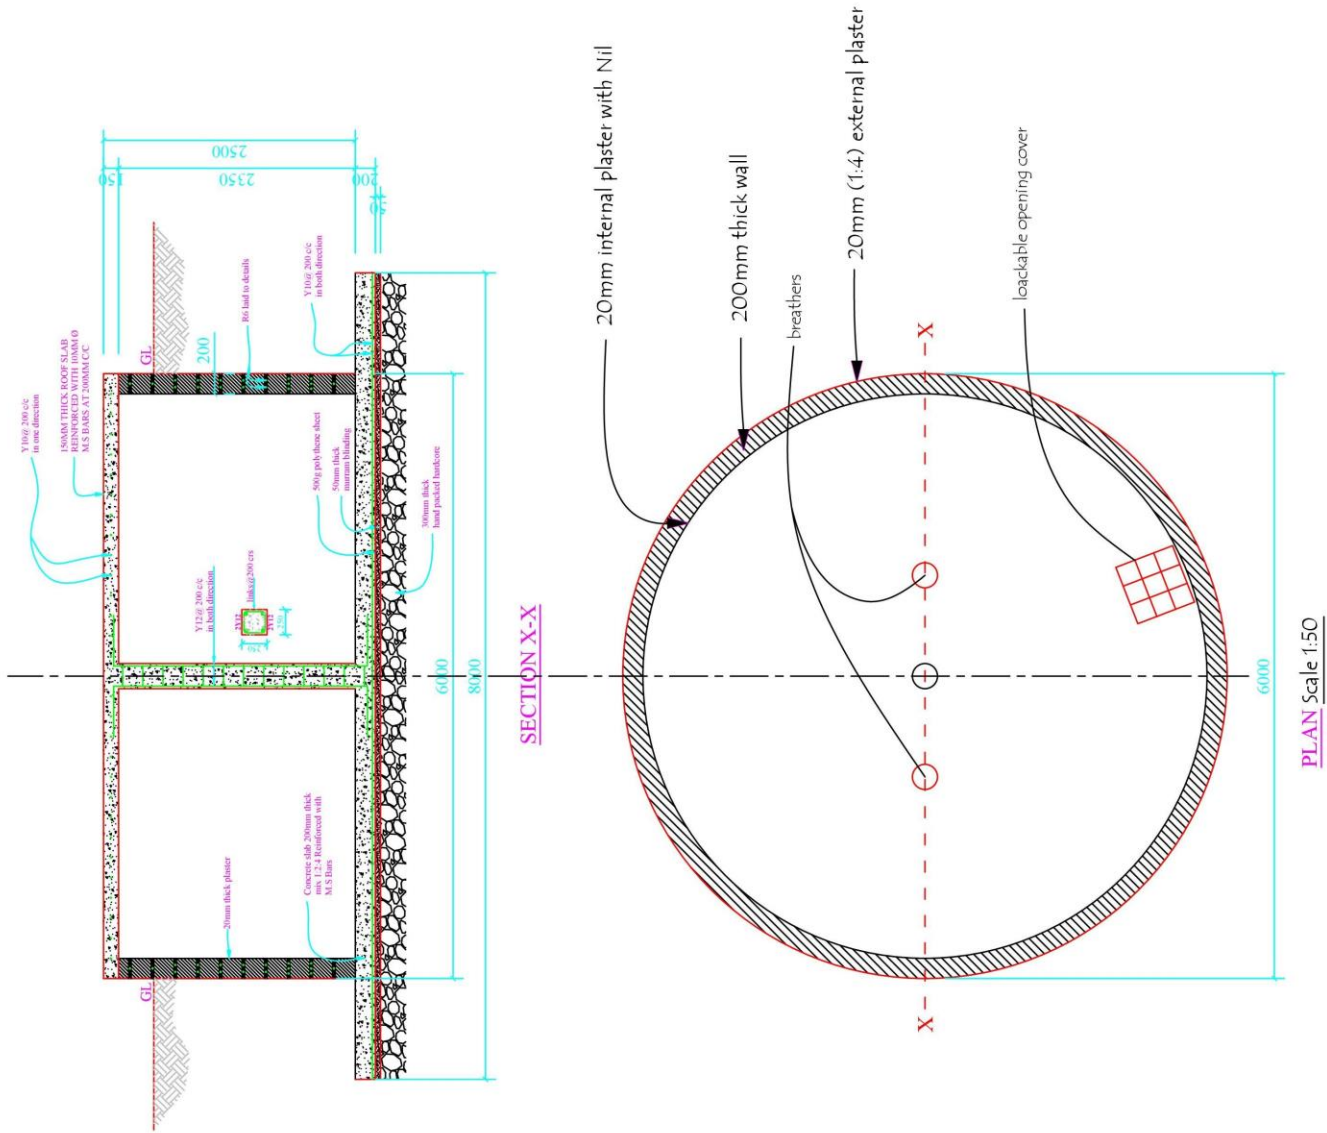 Y10@ 200 c/c
in one direction
150MM THICK ROOF SLAB
REINFORCED WITH 10MM Ø
M.S BARS AT 200MM C/C
GL
GL
200
150
2350
2500
200
R6 laid to details
Y10@ 200 c/c
in both direction
Y12@ 200 c/c
in both direction
links@200 crs
2Y12
2Y12
250
250
500g polythene sheet
50mm thick
murram blinding
300mm thick
hand packed hardcore
20mm thick plaster
Concrete slab 200mm thick
mix 1:2:4 Reinforced with
M.S Bars
6000
8000
SECTION X-X
20mm internal plaster with Nil
200mm thick wall
breathers
20mm (1:4) external plaster
loackable opening cover
X
X
6000
PLAN Scale 1:50